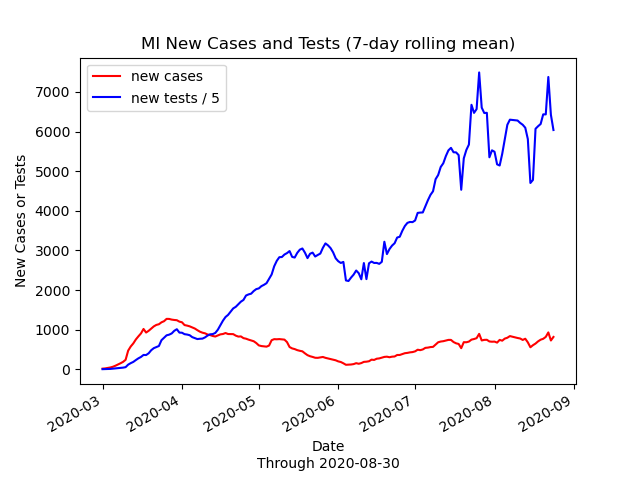 MI New Cases and Tests (7-day rolling mean)
new cases
new tests / 5
7000
6000
5000
4000
3000
2000
1000
0
New Cases or Tests
2020-03
2020-04
2020-05
2020-06
2020-07
2020-08
2020-09
Date
Through 2020-08-30